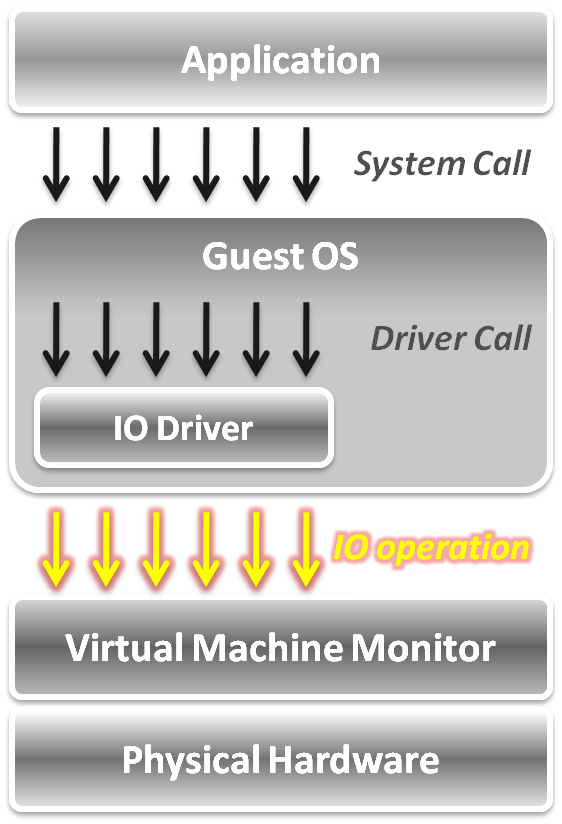 Application
System Call
Guest OS
Driver Call
IO Driver
IO operation
Virtual Machine Monitor
Physical Hardware